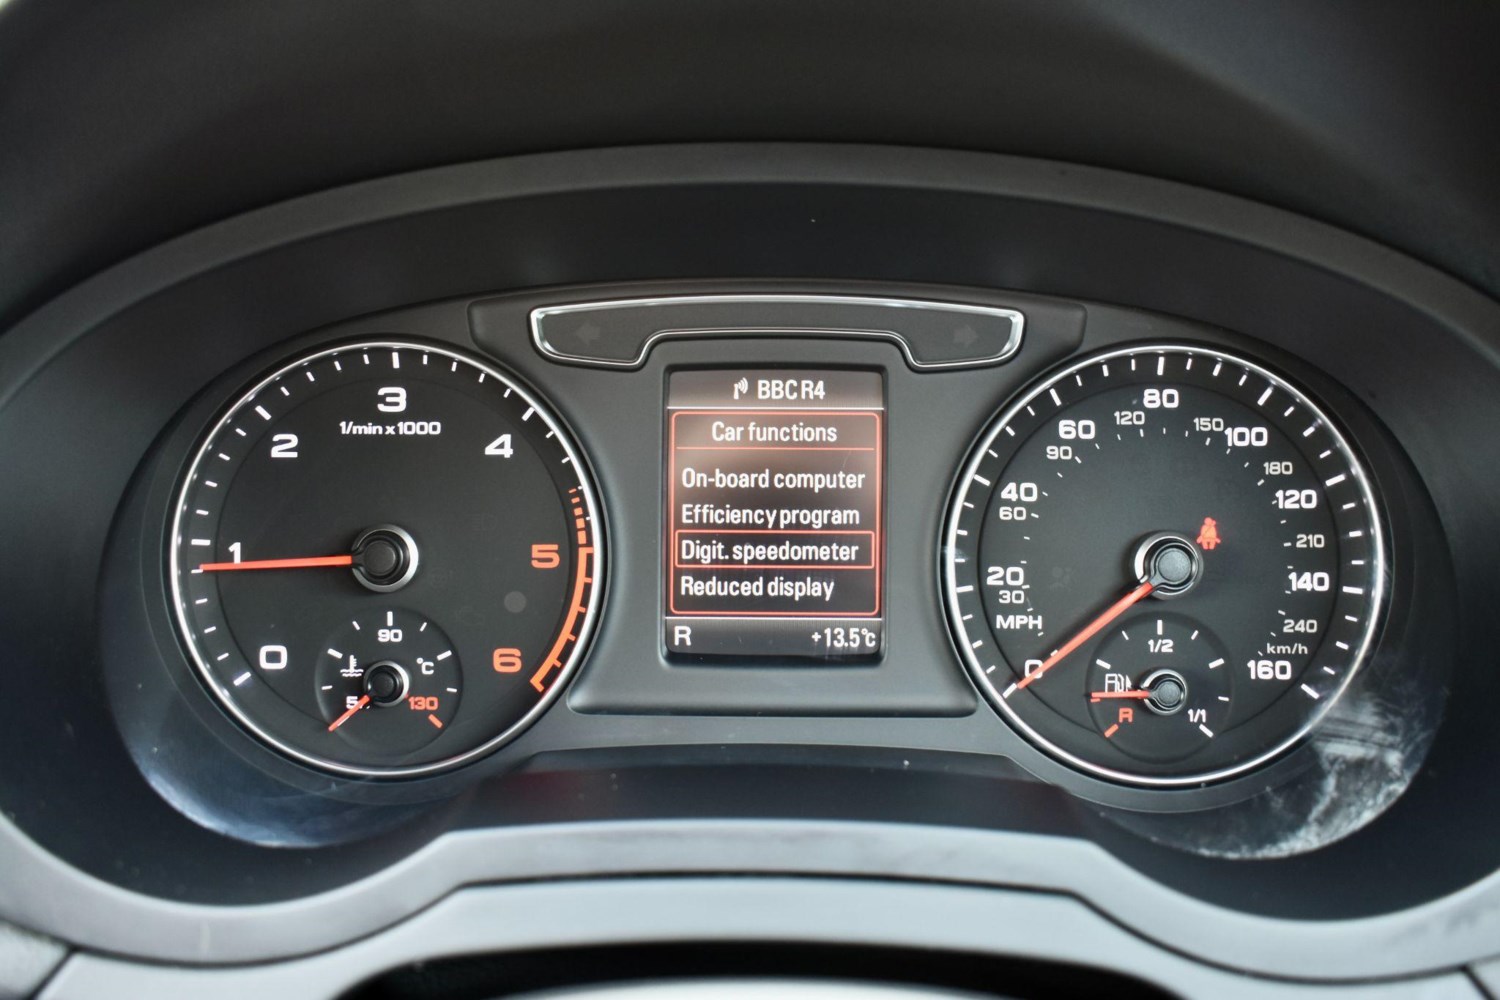 3
1/min x 1000
2
4
1
5
0
6
90
°C
50
130
BBC R4
Car functions
On-board computer
Efficiency program
Digit. speedometer
Reduced display
R
+13.5°C
80
120
60
150
100
90
180
40
120
60
210
20
140
30
240
MPH
km/h
0
160
1/2
R
1/1